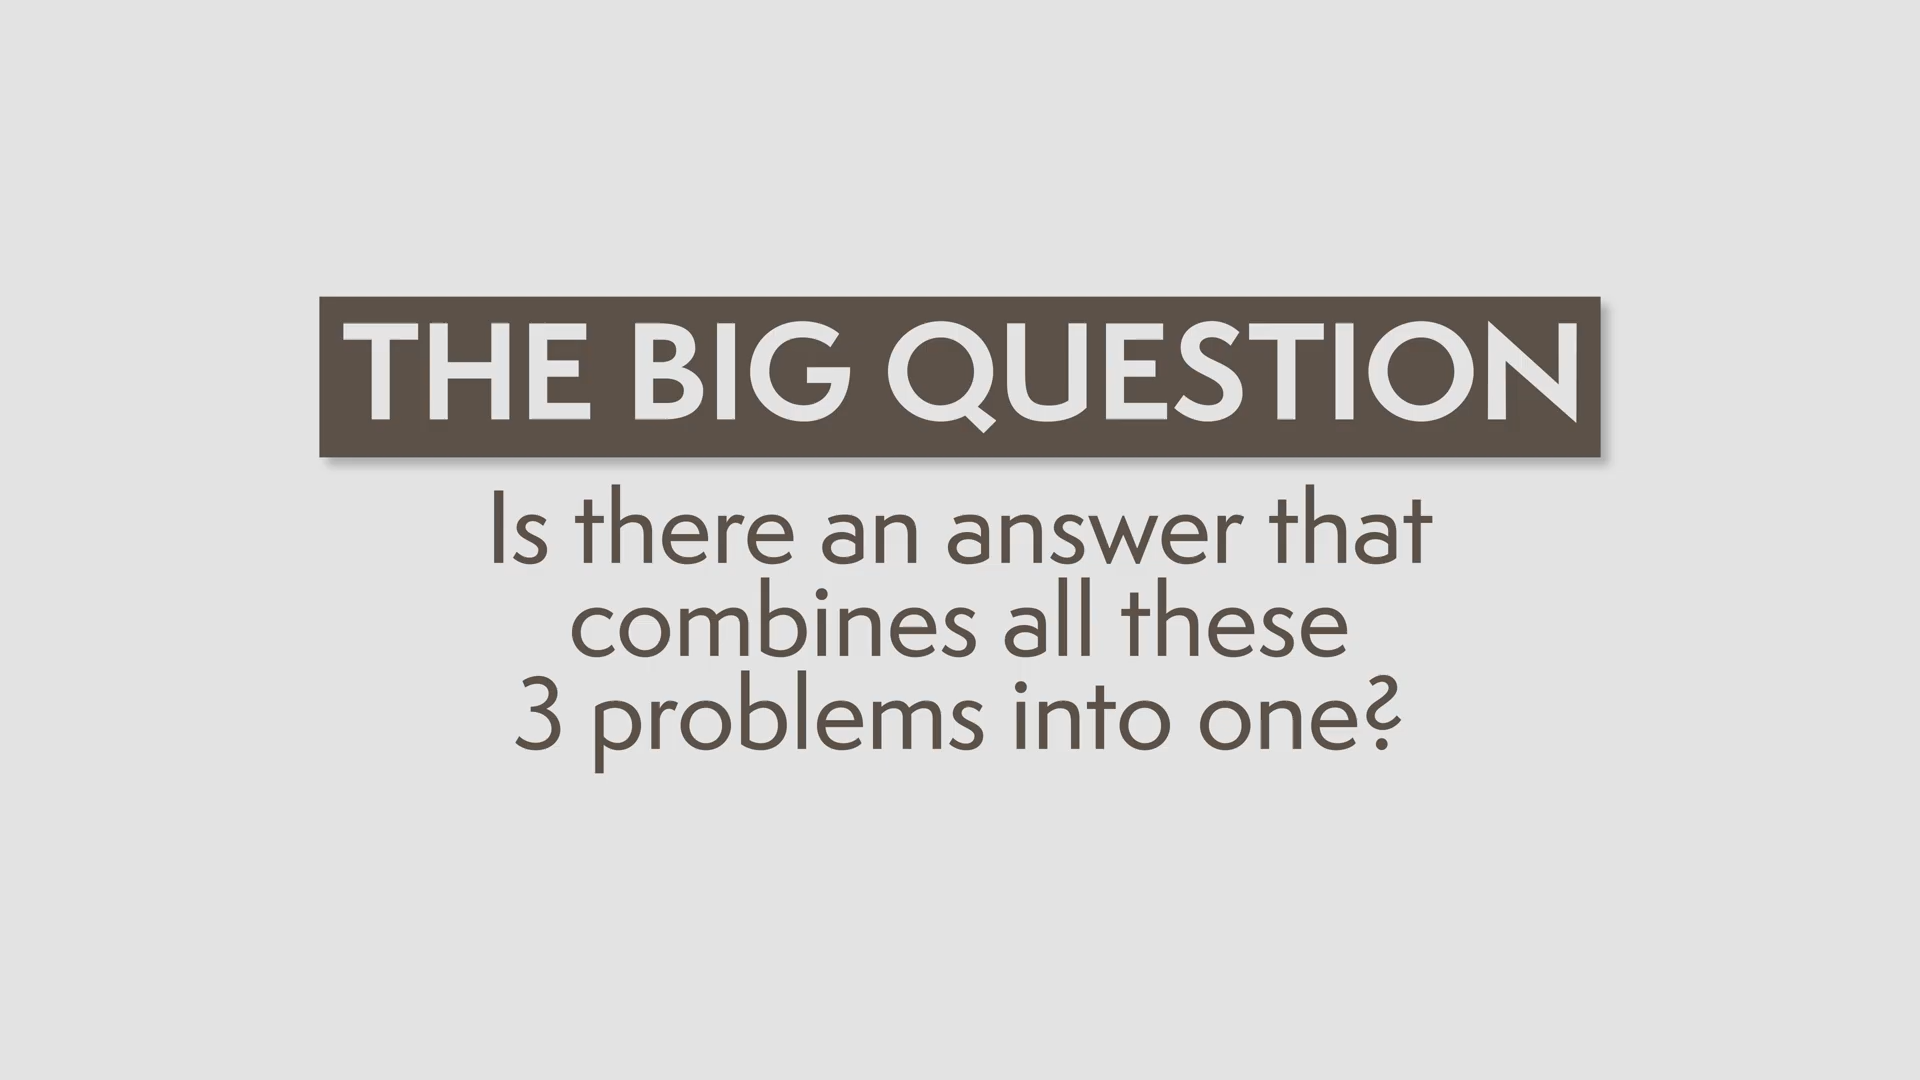 THE BIG QUESTION
Is there an answer that
combines all these
3 problems into one?